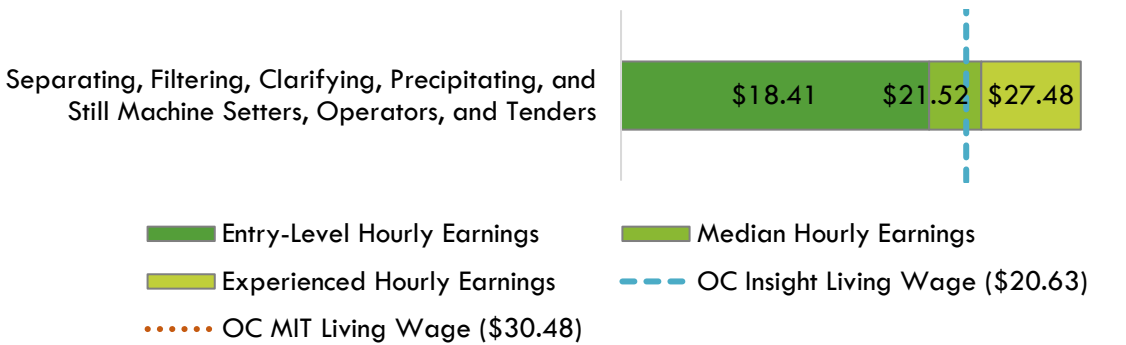 Separating, Filtering, Clarifying, Precipitating, and
Still Machine Setters, Operators, and Tenders
$18.41 $21.52 $27.48
Entry-Level Hourly Earnings Median Hourly Earnings
Experienced Hourly Earnings OC Insight Living Wage ($20.63)
OC MIT Living Wage ($30.48)